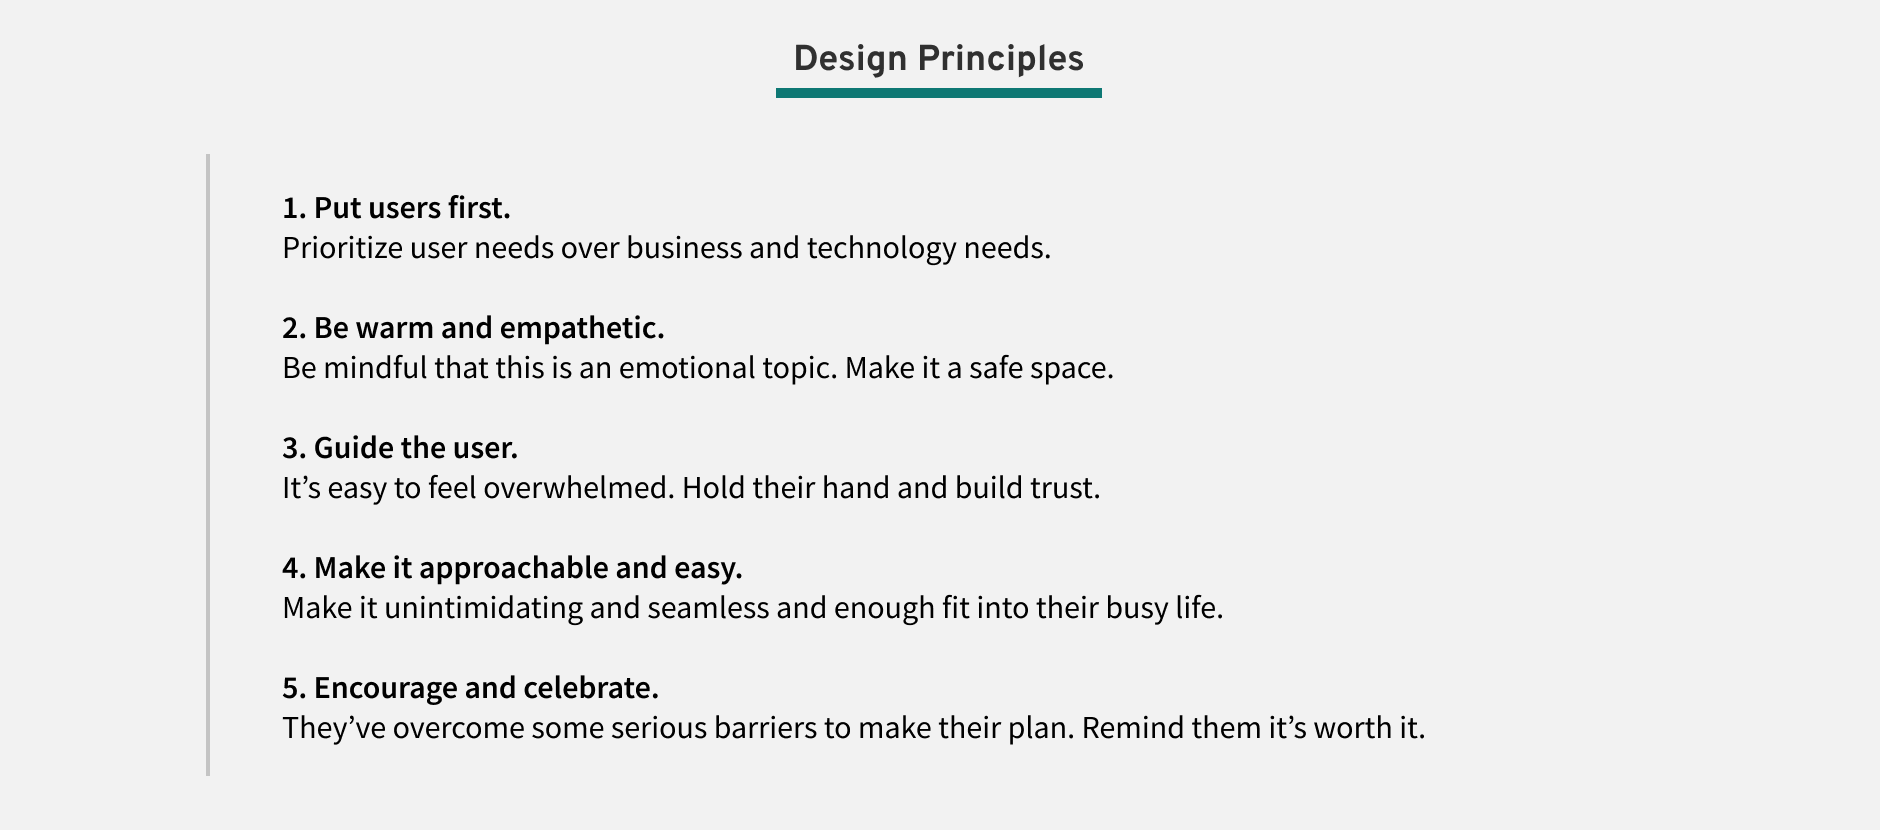 Design Principles
1. Put users first.
Prioritize user needs over business and technology needs.
2. Be warm and empathetic.
Be mindful that this is an emotional topic. Make it a safe space.
3. Guide the user.
It’s easy to feel overwhelmed. Hold their hand and build trust.
4. Make it approachable and easy.
Make it unintimidating and seamless and enough fit into their busy life.
5. Encourage and celebrate.
They’ve overcome some serious barriers to make their plan. Remind them it’s worth it.